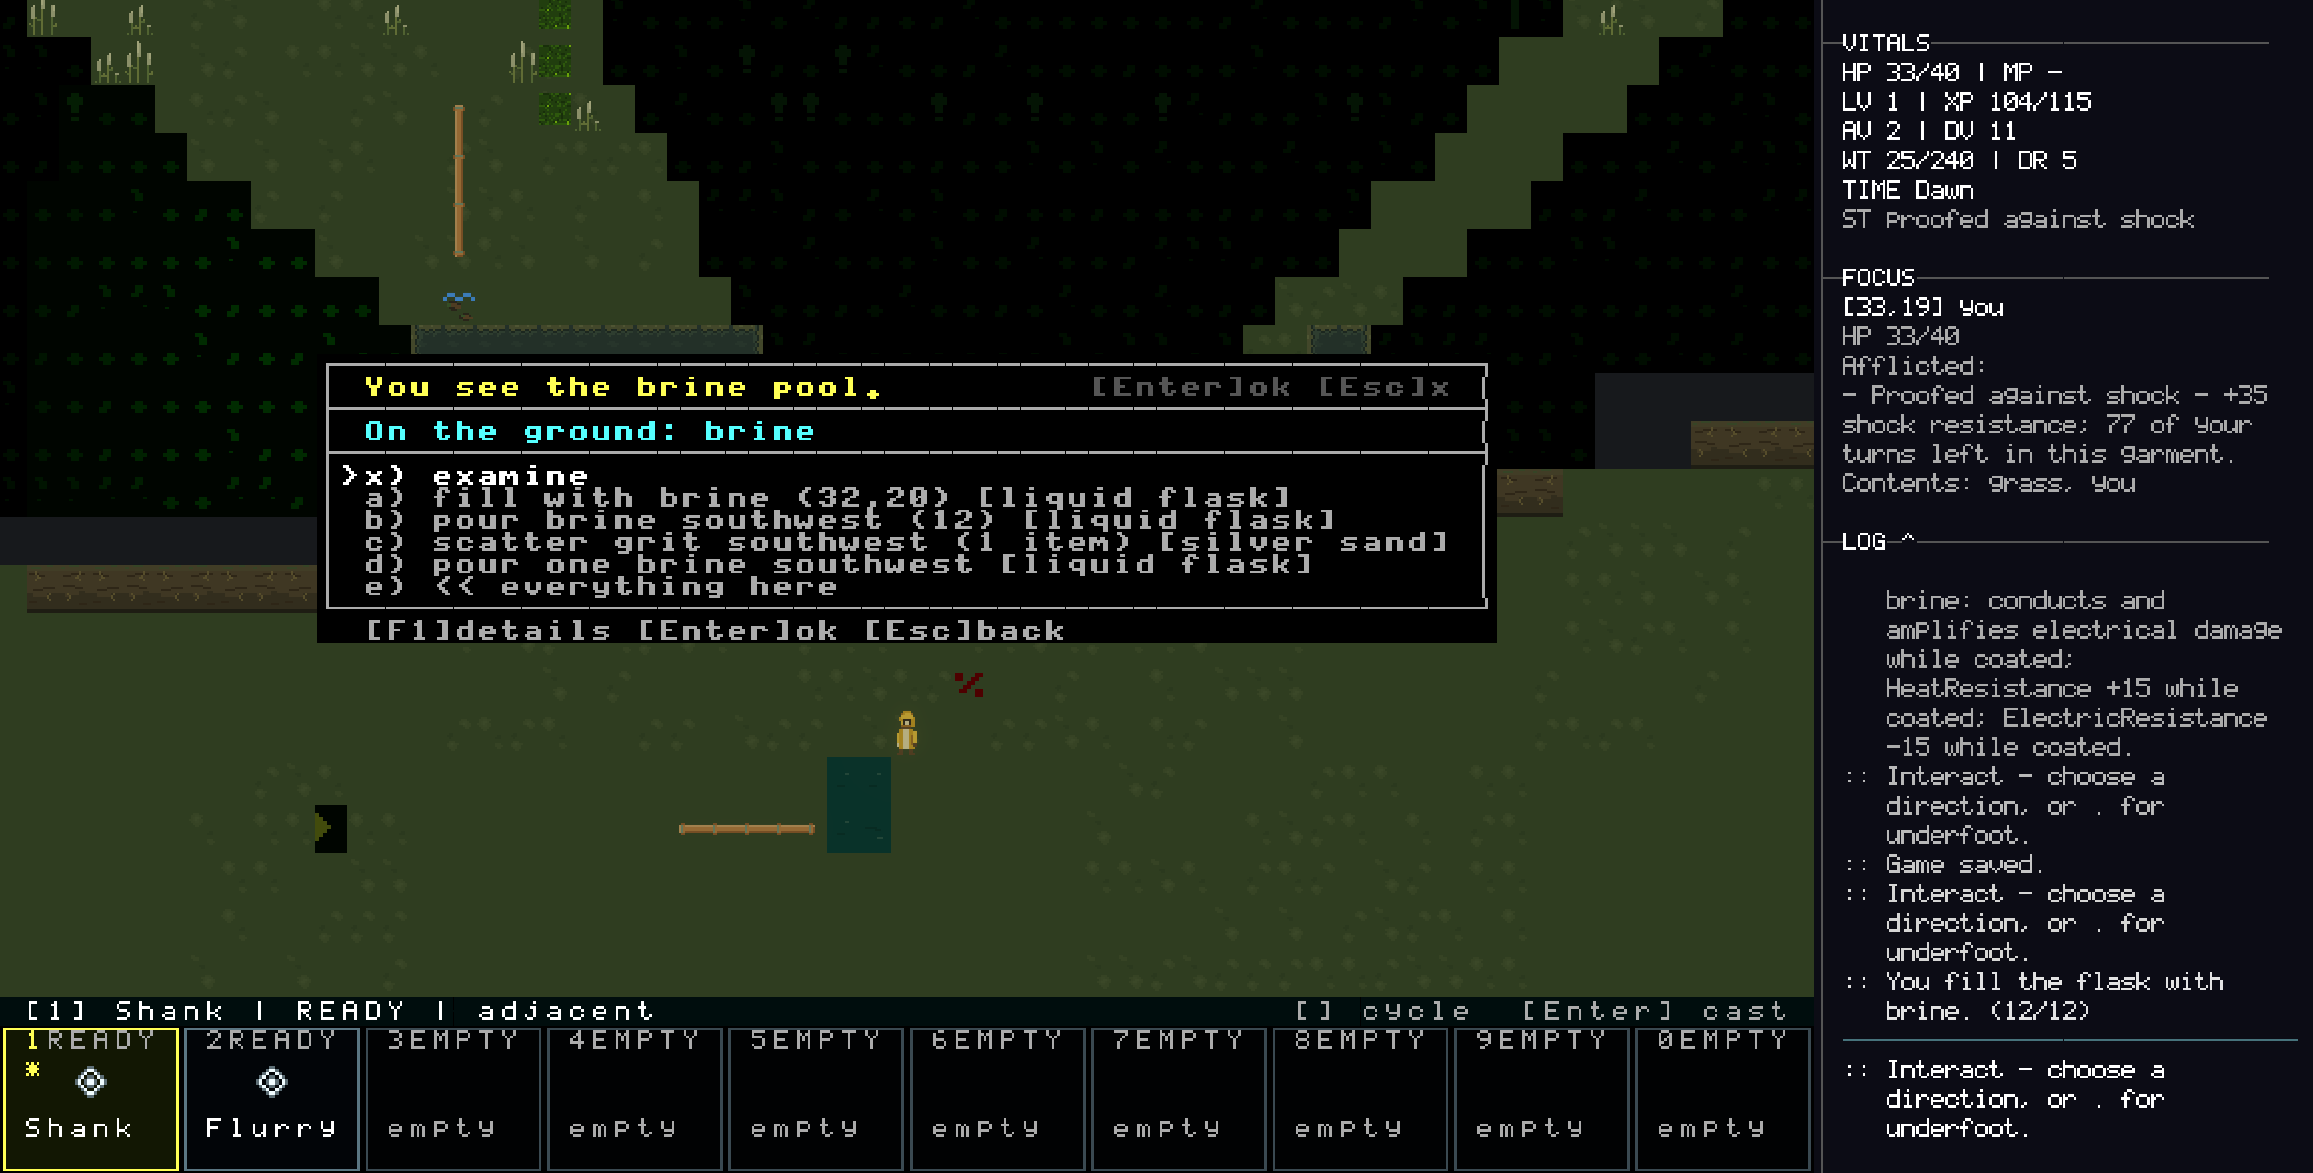 You see the brine pool. [Enter]ok [Esc]x
On the ground: brine
>x) examine
a) fill with brine (32,20) [liquid flask]
b) pour brine southwest (12) [liquid flask]
c) scatter grit southwest (1 item) [silver sand]
d) pour one brine southwest [liquid flask]
e) << everything here
[F1]details [Enter]ok [Esc]back
[1] Shank | READY | adjacent [] cycle [Enter] cast
1READY 2READY 3EMPTY 4EMPTY 5EMPTY 6EMPTY 7EMPTY 8EMPTY 9EMPTY 0EMPTY
*
Shank Flurry empty empty empty empty empty empty empty empty
VITALS
HP 33/40 | MP -
LV 1 | XP 104/115
AV 2 | DV 11
WT 25/240 | DR 5
TIME Dawn
ST Proofed against shock
FOCUS
[33,19] You
HP 33/40
Afflicted:
- Proofed against shock - +35
shock resistance; 77 of your
turns left in this garment.
Contents: grass, you
LOG ^
brine: conducts and
amplifies electrical damage
while coated;
HeatResistance +15 while
coated; ElectricResistance
-15 while coated.
:: Interact - choose a
direction, or . for
underfoot.
:: Game saved.
:: Interact - choose a
direction, or . for
underfoot.
:: You fill the flask with
brine. (12/12)
:: Interact - choose a
direction, or . for
underfoot.